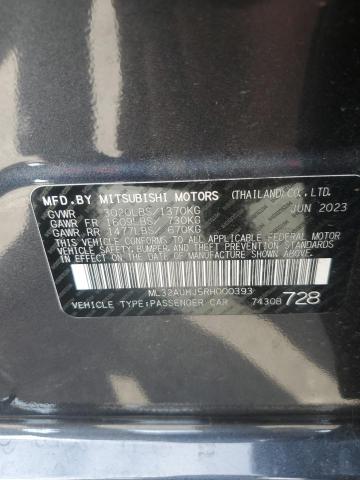 MFD.BY MITSUBISHI MOTORS (THAILAND)CO.,LTD.
GVWR 3020LBS/1370KG JUN 2023
GAWR FR 1609LBS/ 730KG
GAWR RR 1477LBS/ 670KG
THIS VEHICLE CONFORMS TO ALL APPLICABLE U.S. FEDERAL MOTOR
VEHICLE SAFETY, BUMPER AND THEFT PREVENTION STANDARDS
IN EFFECT ON THE DATE OF MANUFACTURE SHOWN ABOVE.
ML32AUHJ5RH000393
VEHICLE TYPE:PASSENGER CAR 74308 728